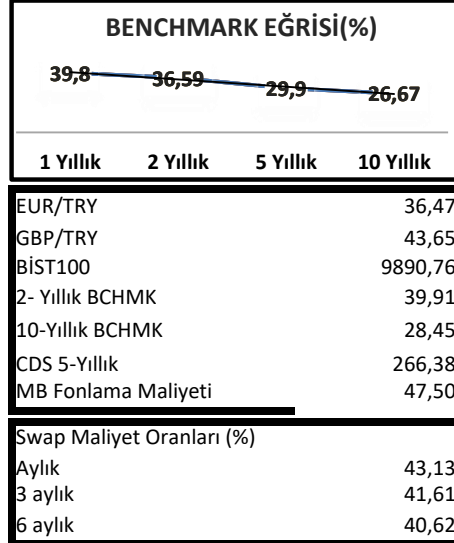 BENCHMARK EĞRİSİ(%)
39,8 36,59 29,9 26,67
1 Yıllık 2 Yıllık 5 Yıllık 10 Yıllık
EUR/TRY 36,47
GBP/TRY 43,65
BİST100 9890,76
2- Yıllık BCHMK 39,91
10-Yıllık BCHMK 28,45
CDS 5-Yıllık 266,38
MB Fonlama Maliyeti 47,50
Swap Maliyet Oranları (%)
Aylık 43,13
3 aylık 41,61
6 aylık 40,62